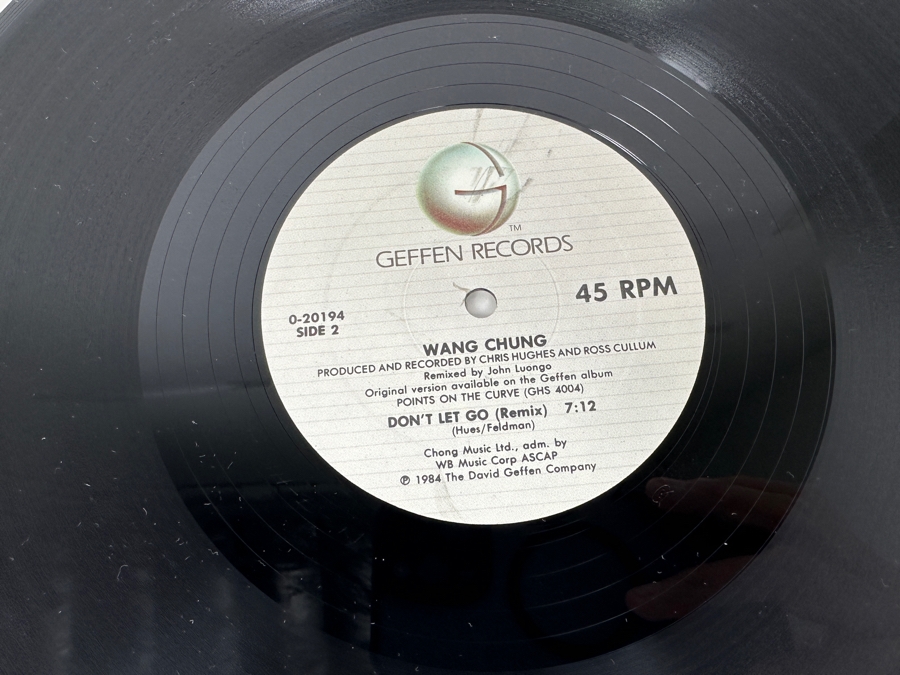 TM
GEFFEN RECORDS
45 RPM
0-20194
SIDE 2
WANG CHUNG
PRODUCED AND RECORDED BY CHRIS HUGHES AND ROSS CULLUM
Remixed by John Luongo
Original version available on the Geffen album
POINTS ON THE CURVE (GHS 4004)
DON'T LET GO (Remix) 7:12
(Hues/Feldman)
Chong Music Ltd., adm. by
WB Music Corp ASCAP
℗ 1984 The David Geffen Company